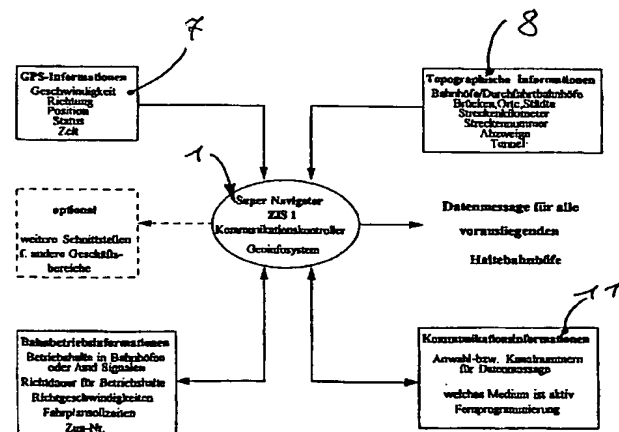 7
8
GPS-Informationen
Geschwindigkeit
Richtung
Position
Status
Zeit
Topographische Informationen
Bahnhöfe/Durchfahrtbahnhöfe
Brücken,Orte,Städte
Streckenkilometer
Streckennummer
Abzweign
Tunnel
1
Super Navigator
ZIS 1
Kommunikationskontroller
Geoinfosystem
optional
weitere Schnittstellen
f. andere Geschäfts-
bereiche
Datenmessage für alle
vorausliegenden
Haltebahnhöfe
11
Bahnbetriebsinformationen
Betriebshalte in Bahnhöfen
oder Ausf Signalen
Richtdauer für Betriebshalte
Richtgeschwindigkeiten
Fahrplansollzeiten
Zug-Nr.
Kommunikationsinformationen
Anwahl-bzw. Kanalnummern
für Datenmessage
welches Medium ist aktiv
Fernprogrammierung